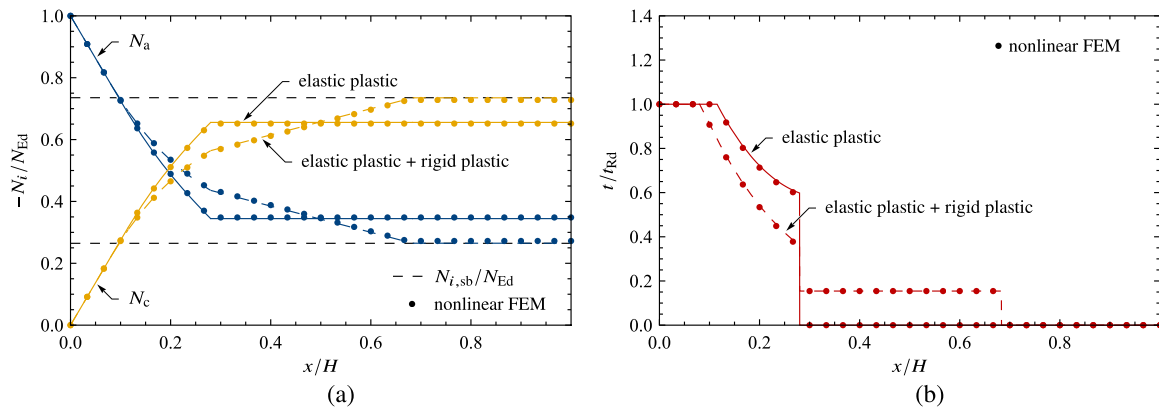 1.0
0.8
0.6
0.4
0.2
0.0
−N_i/N_Ed
N_a
elastic plastic
elastic plastic + rigid plastic
N_i,sb/N_Ed
nonlinear FEM
N_c
0.0 0.2 0.4 0.6 0.8
x/H
(a)
1.4
1.2
1.0
0.8
0.6
0.4
0.2
0.0
t/t_Rd
nonlinear FEM
elastic plastic
elastic plastic + rigid plastic
0.0 0.2 0.4 0.6 0.8
x/H
(b)